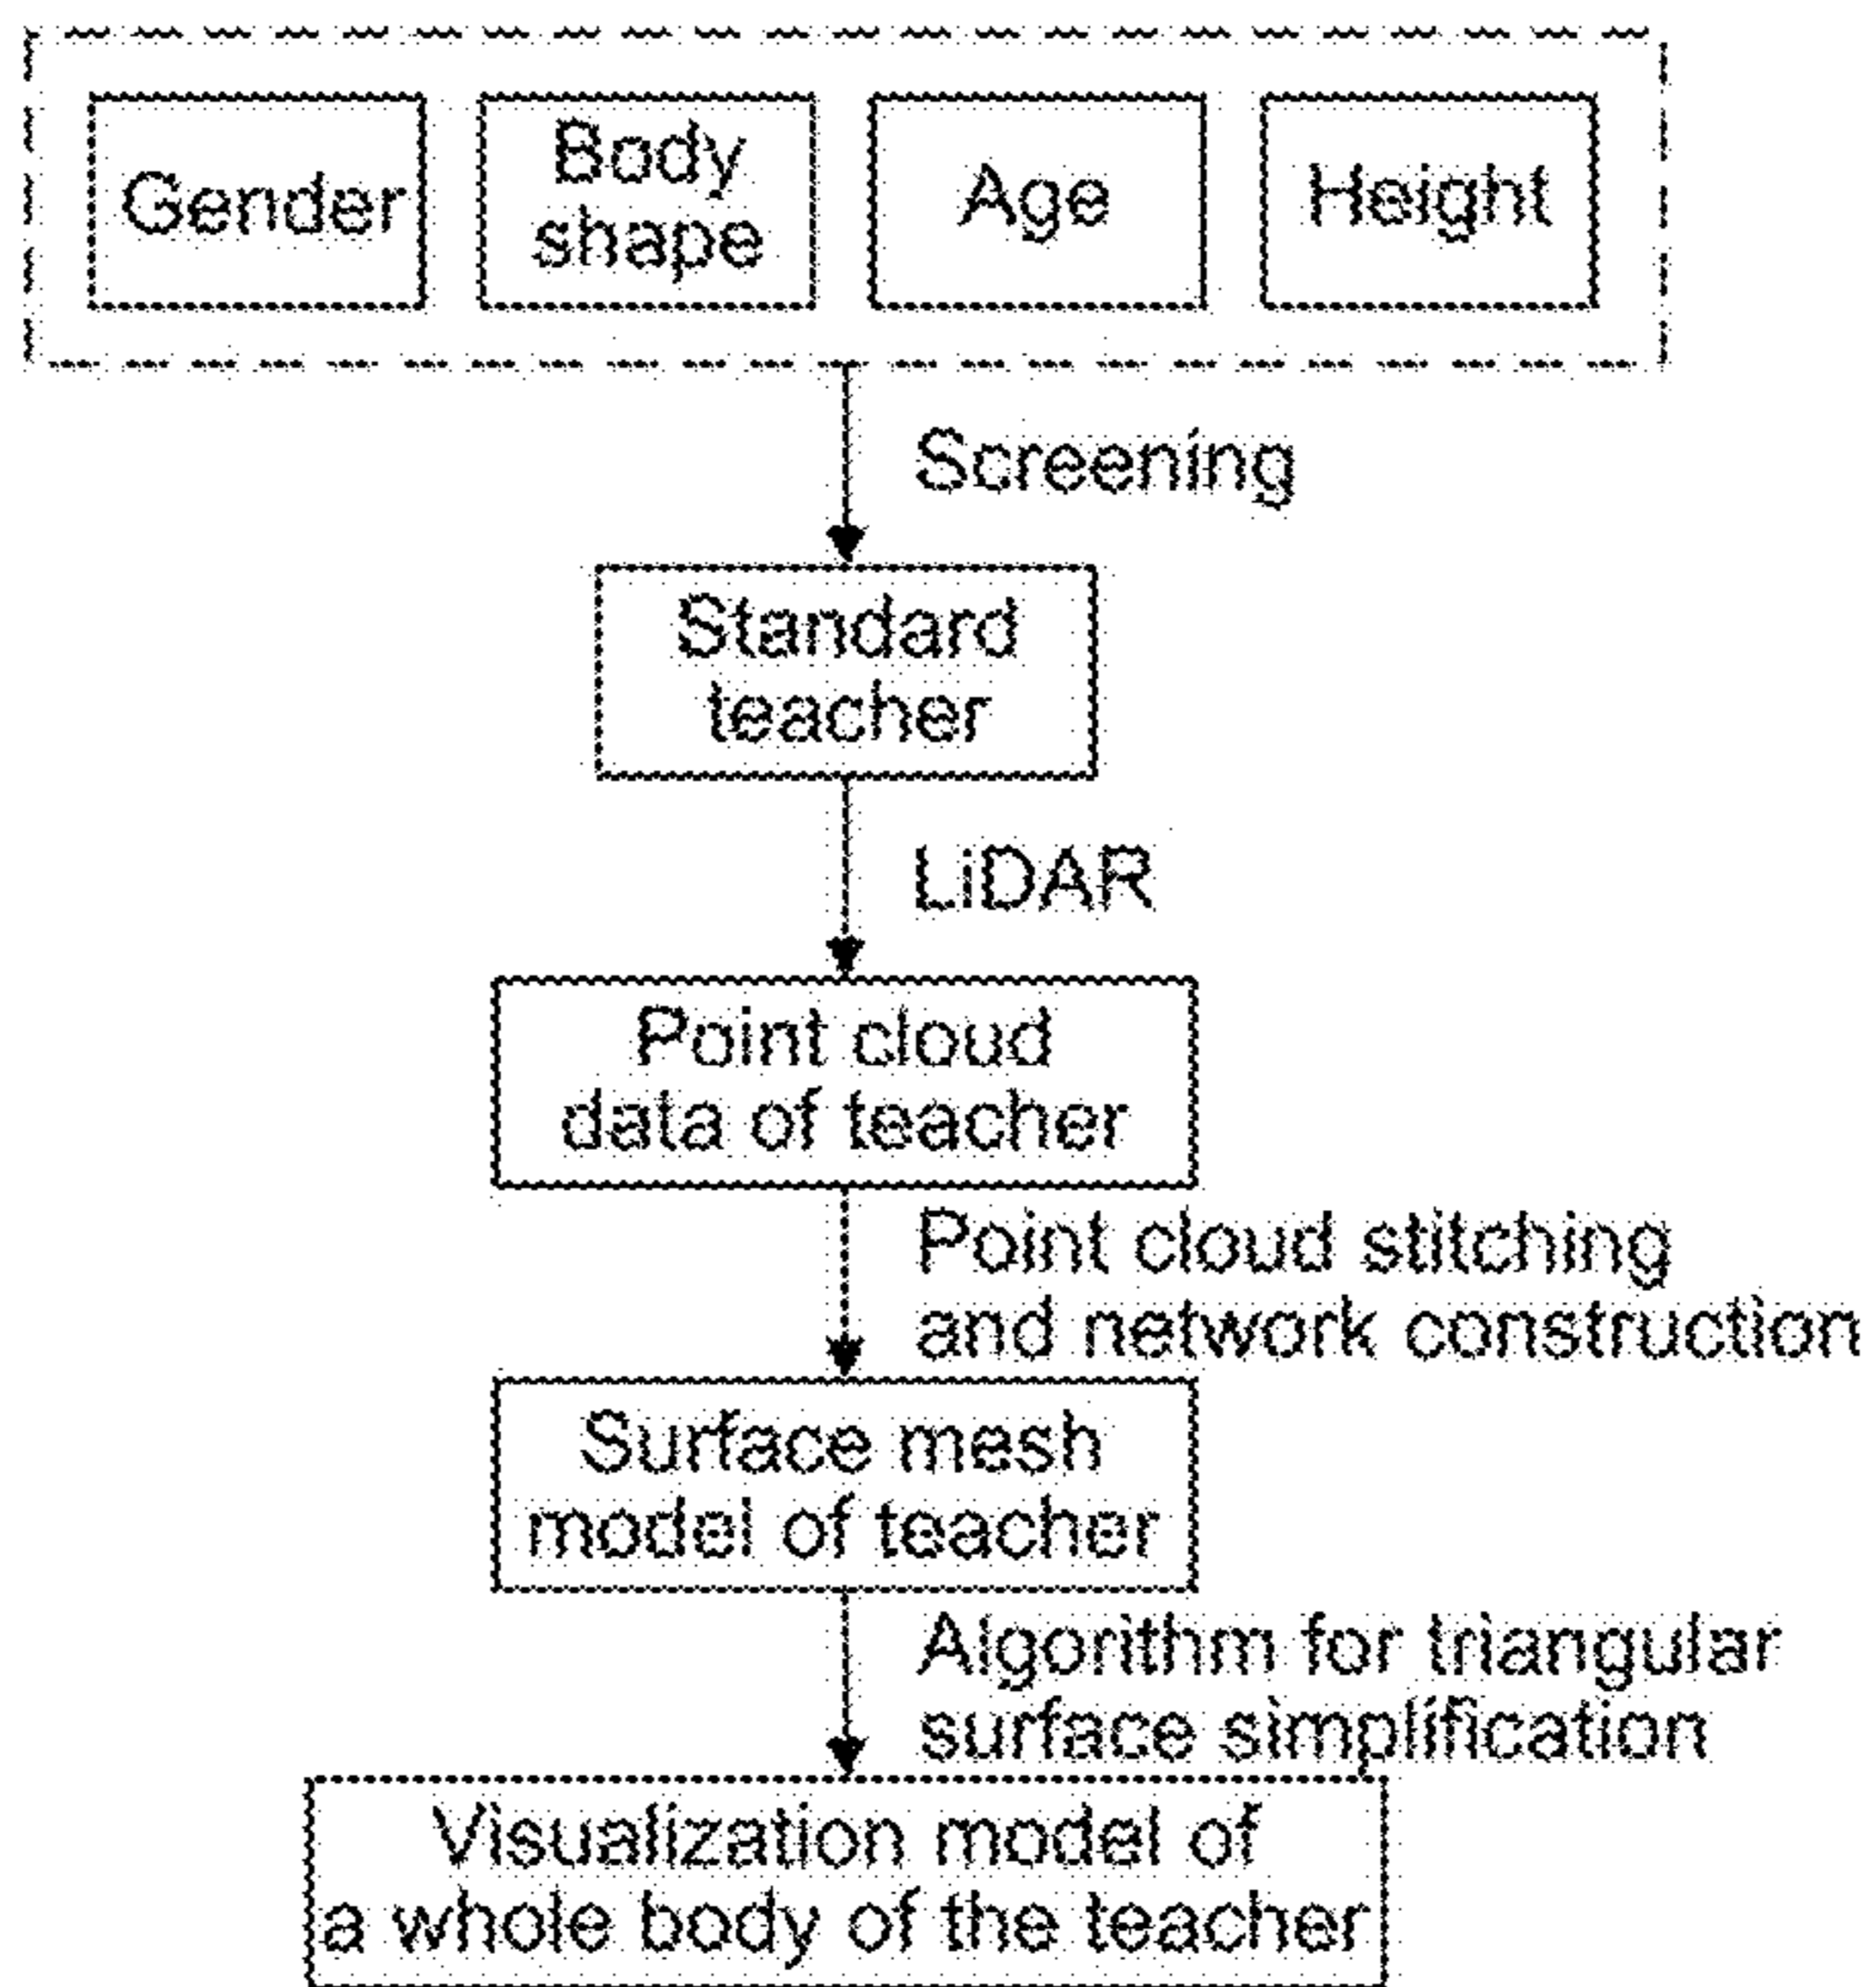 Gender
Body
shape
Age
Height
Screening
Standard
teacher
LiDAR
Point cloud
data of teacher
Point cloud stitching
and network construction
Surface mesh
model of teacher
Algorithm for triangular
surface simplification
Visualization model of
a whole body of the teacher